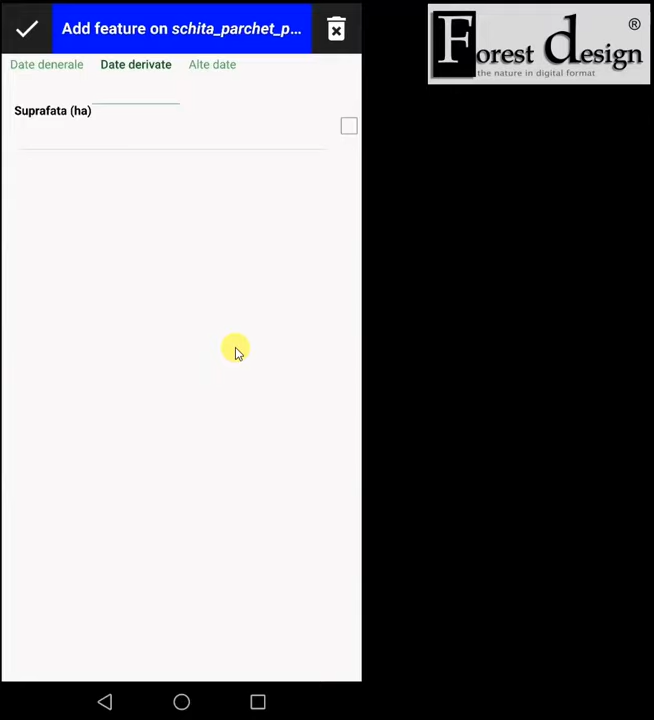 Add feature on schita_parchet_p...
Date denerale Date derivate Alte date
Suprafata (ha)
Forest design ®
the nature in digital format